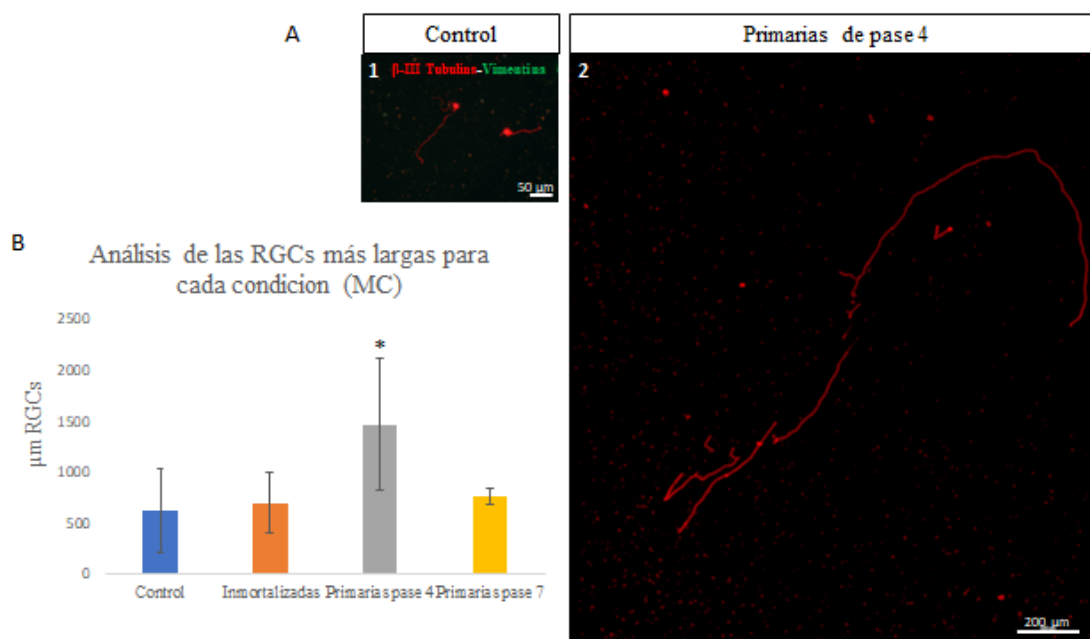 A
Control
Primarias de pase 4
1
β-III Tubulina-Vimentina
50 µm
2
200 µm
B
Análisis de las RGCs más largas para
cada condicion (MC)
µm RGCs
2500
2000
1500
1000
500
0
*
Control
Inmortalizadas
Primarias pase 4
Primarias pase 7